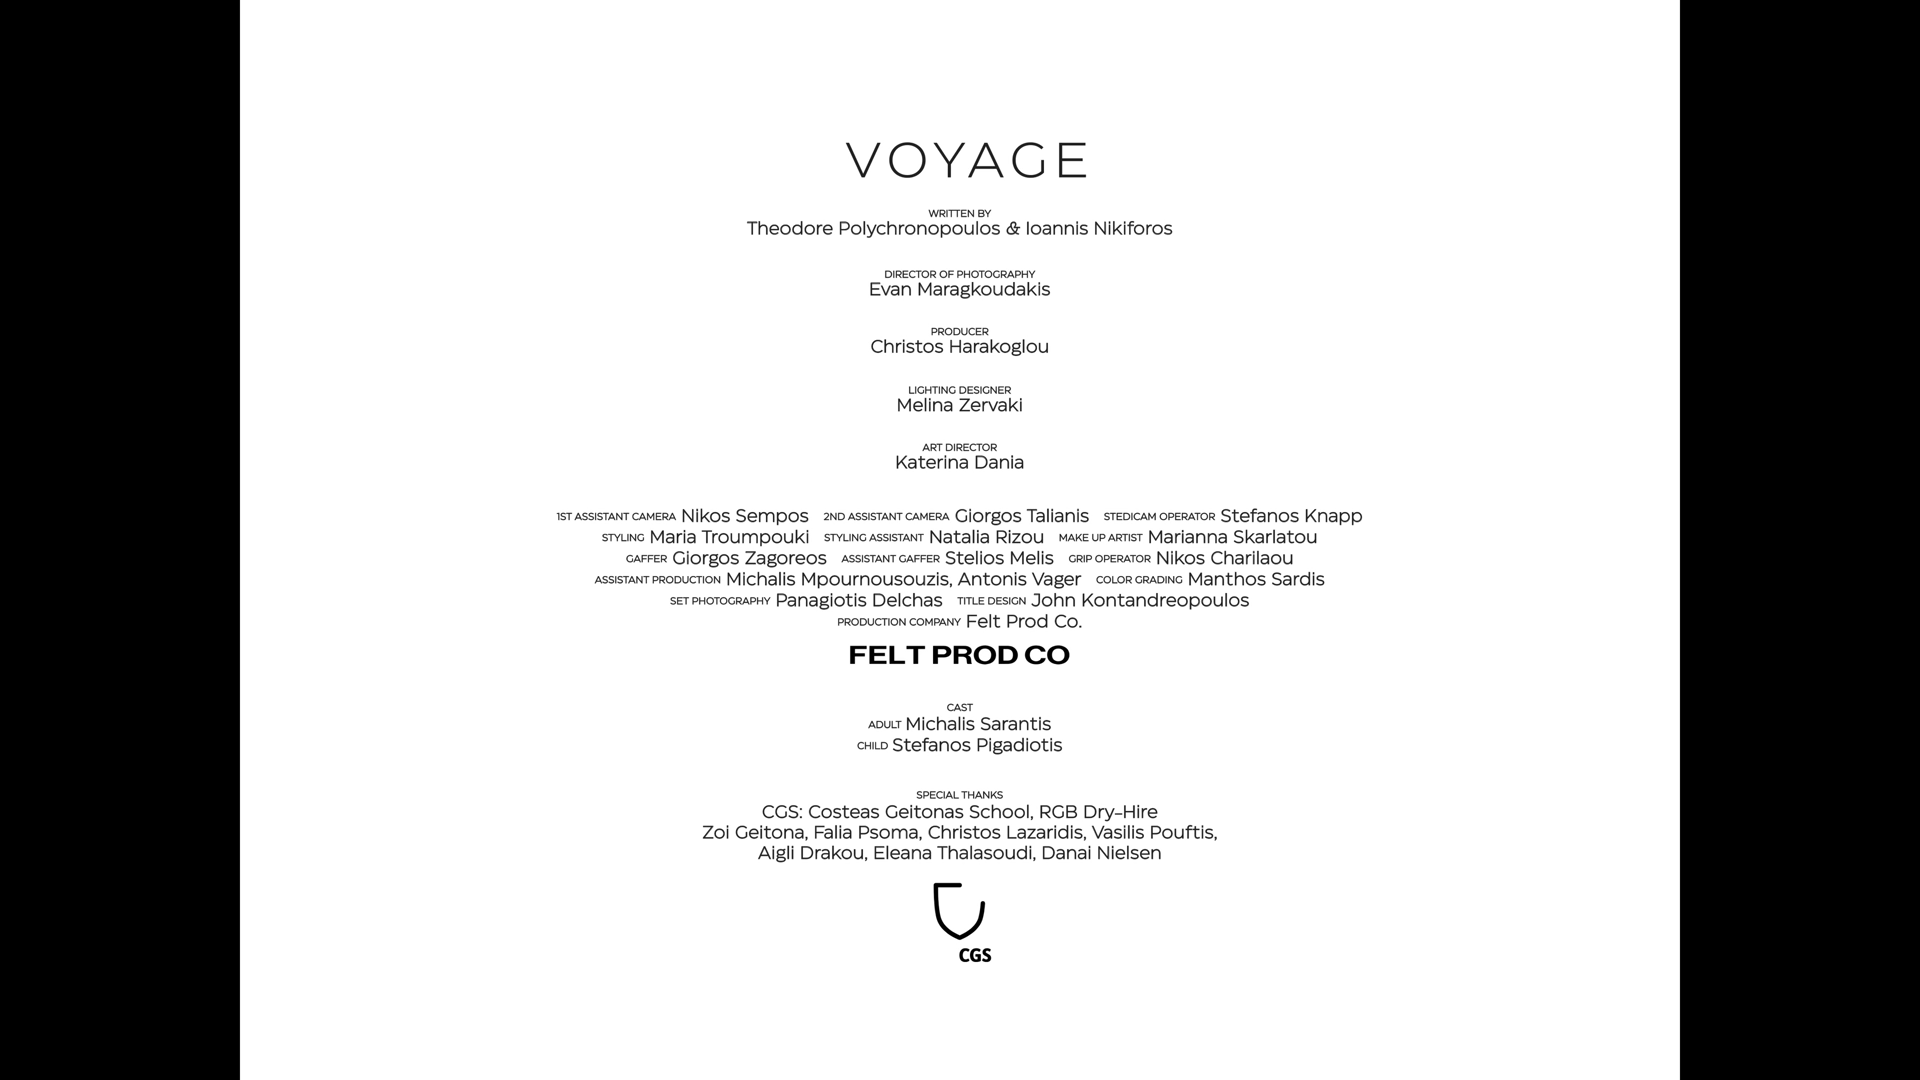 VOYAGE
WRITTEN BY
Theodore Polychronopoulos & Ioannis Nikiforos
DIRECTOR OF PHOTOGRAPHY
Evan Maragkoudakis
PRODUCER
Christos Harakoglou
LIGHTING DESIGNER
Melina Zervaki
ART DIRECTOR
Katerina Dania
1ST ASSISTANT CAMERA Nikos Sempos 2ND ASSISTANT CAMERA Giorgos Talianis STEDICAM OPERATOR Stefanos Knapp
STYLING Maria Troumpouki STYLING ASSISTANT Natalia Rizou MAKE UP ARTIST Marianna Skarlatou
GAFFER Giorgos Zagoreos ASSISTANT GAFFER Stelios Melis GRIP OPERATOR Nikos Charilaou
ASSISTANT PRODUCTION Michalis Mpournousouzis, Antonis Vager COLOR GRADING Manthos Sardis
SET PHOTOGRAPHY Panagiotis Delchas TITLE DESIGN John Kontandreopoulos
PRODUCTION COMPANY Felt Prod Co.
FELT PROD CO
CAST
ADULT Michalis Sarantis
CHILD Stefanos Pigadiotis
SPECIAL THANKS
CGS: Costeas Geitonas School, RGB Dry-Hire
Zoi Geitona, Falia Psoma, Christos Lazaridis, Vasilis Pouftis,
Aigli Drakou, Eleana Thalasoudi, Danai Nielsen
CGS